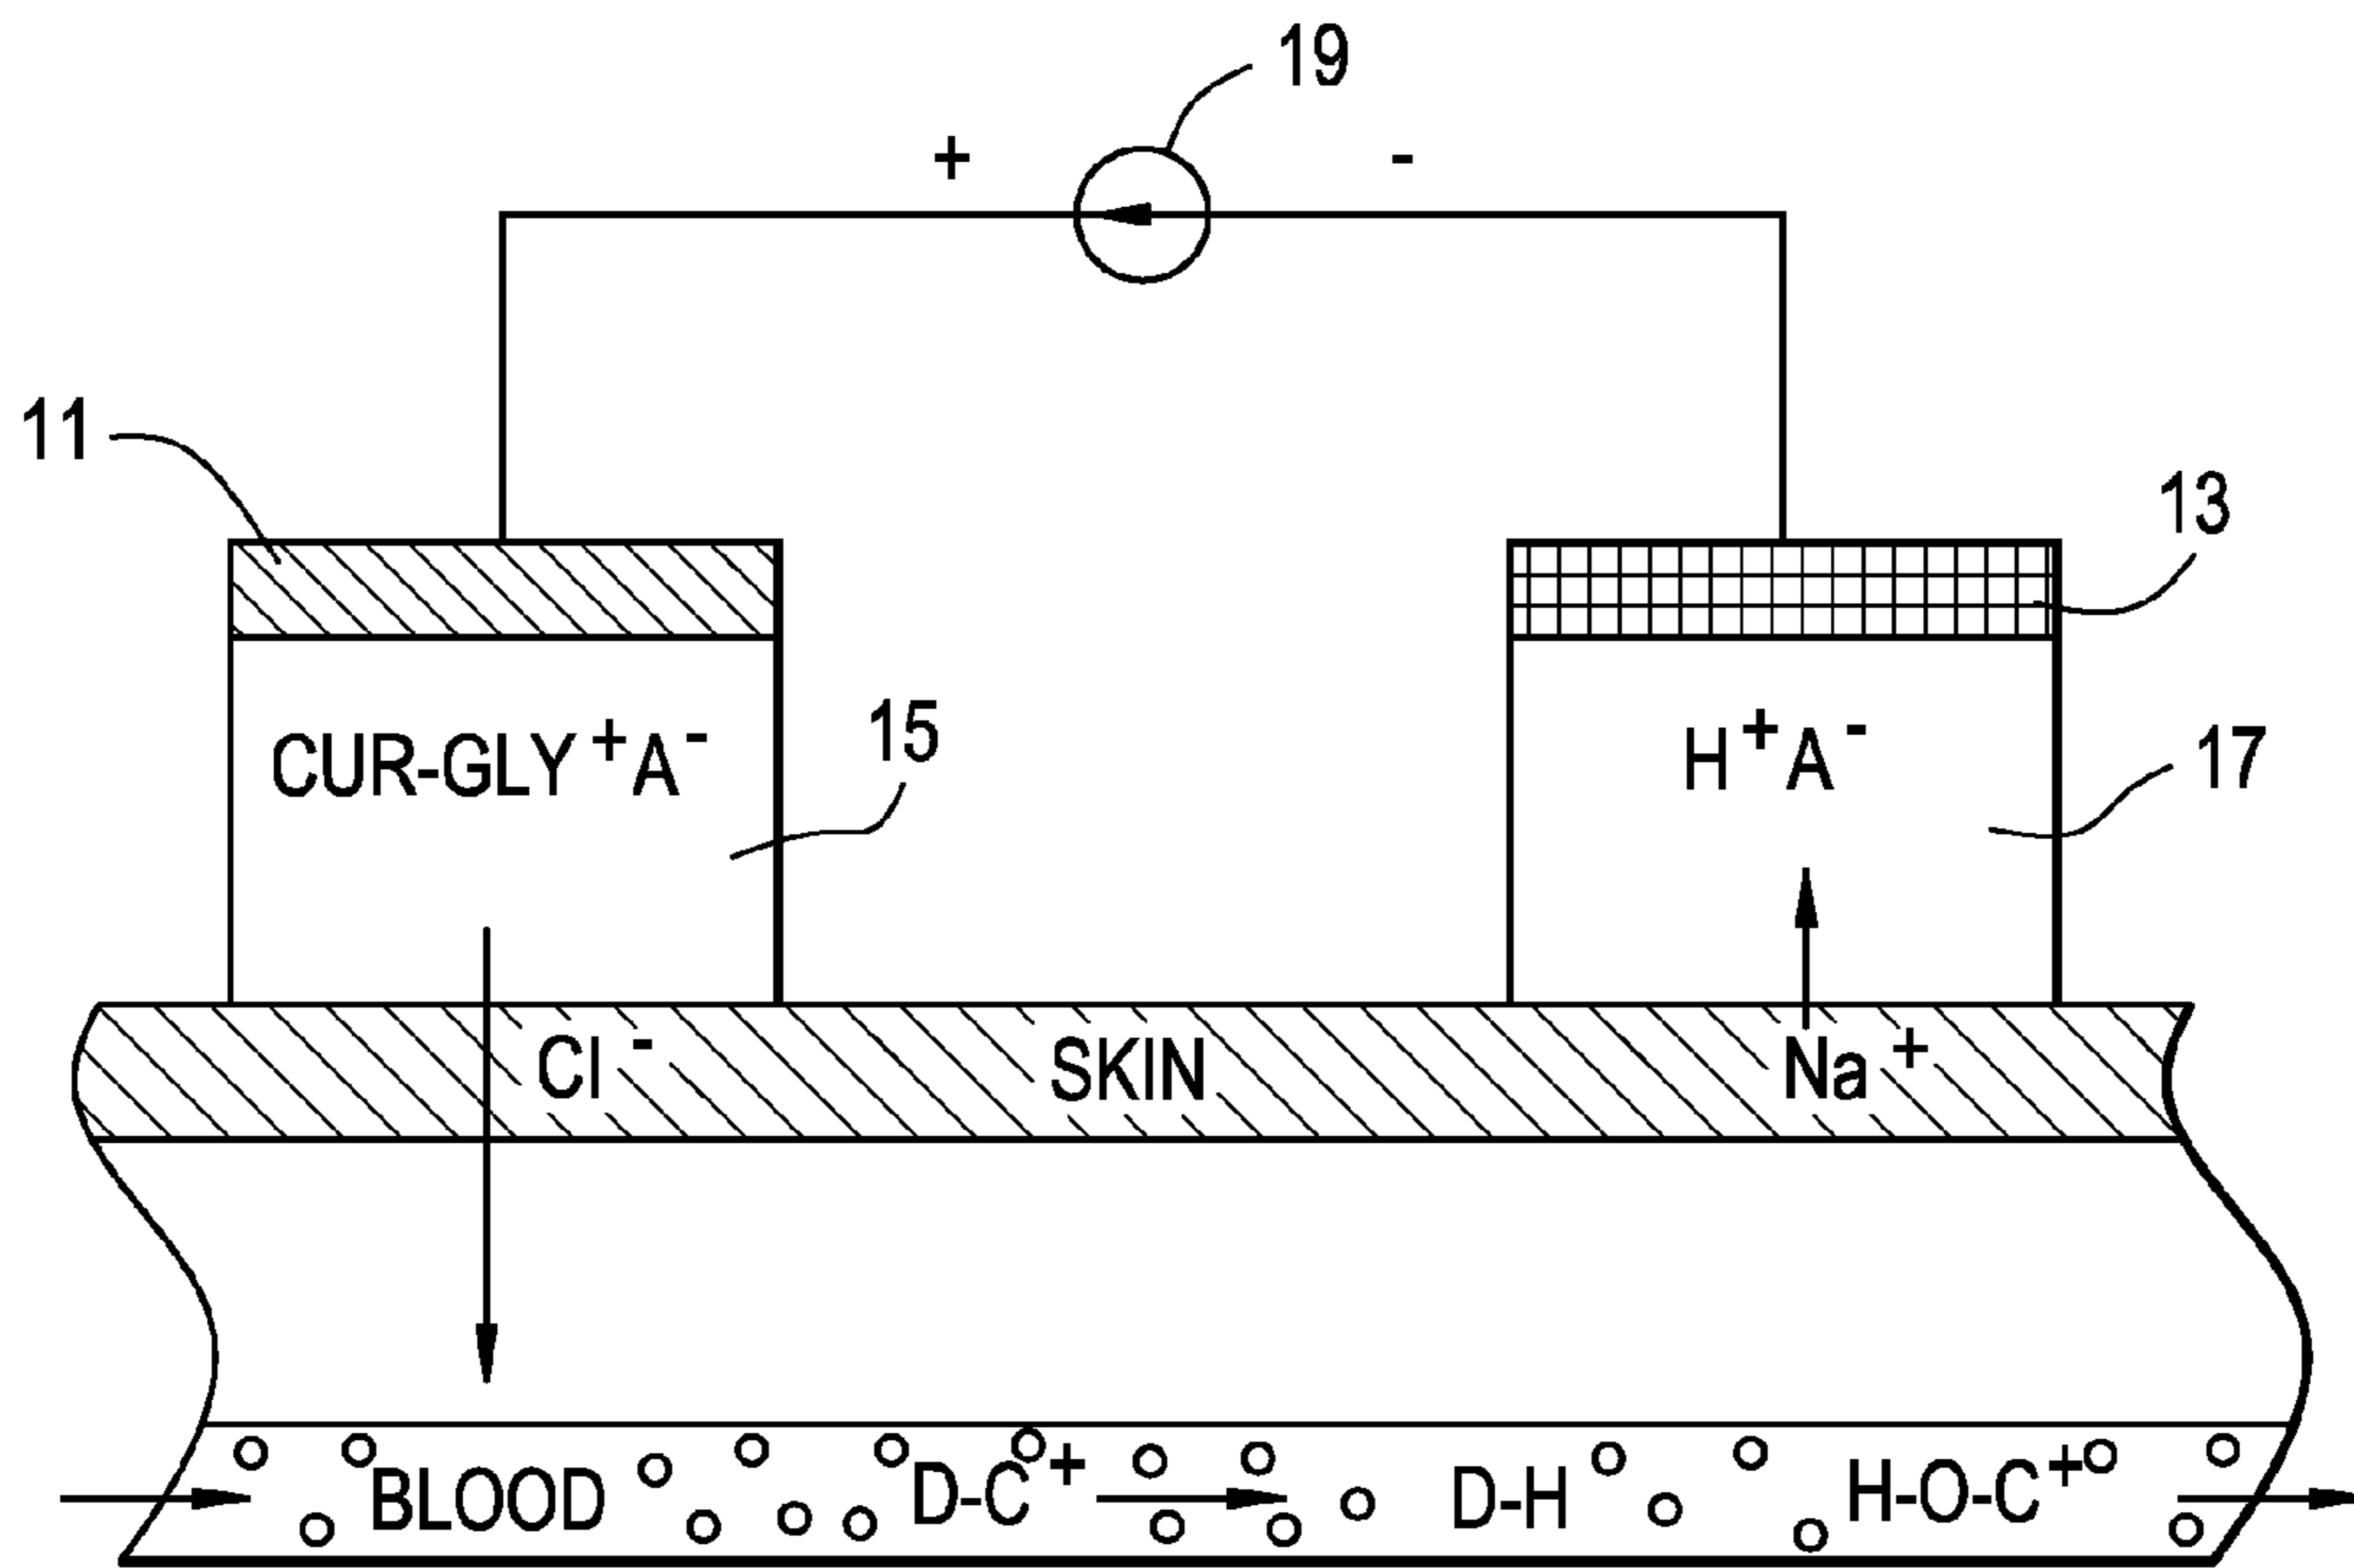 19
+ -
11
13
CUR-GLY+A-
15
H+A-
17
Cl-
SKIN
Na+
BLOOD
D-C+
D-H
H-O-C+